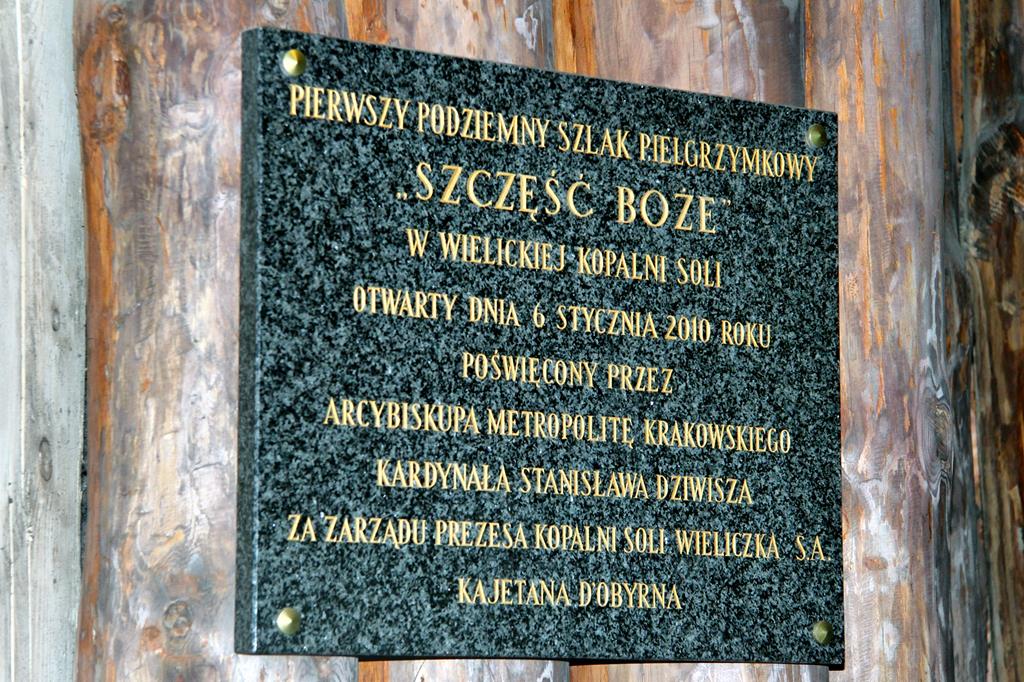 PIERWSZY PODZIEMNY SZLAK PIELGRZYMKOWY
„SZCZĘŚĆ BOŻE"
W WIELICKIEJ KOPALNI SOLI
OTWARTY DNIA 6 STYCZNIA 2010 ROKU
POŚWIĘCONY PRZEZ
ARCYBISKUPA METROPOLITĘ KRAKOWSKIEGO
KARDYNAŁA STANISŁAWA DZIWISZA
ZA ZARZĄDU PREZESA KOPALNI SOLI WIELICZKA S.A.
KAJETANA D'OBYRNA